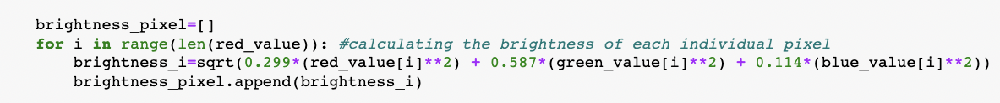 brightness_pixel=[]
for i in range(len(red_value)): #calculating the brightness of each individual pixel
    brightness_i=sqrt(0.299*(red_value[i]**2) + 0.587*(green_value[i]**2) + 0.114*(blue_value[i]**2))
    brightness_pixel.append(brightness_i)